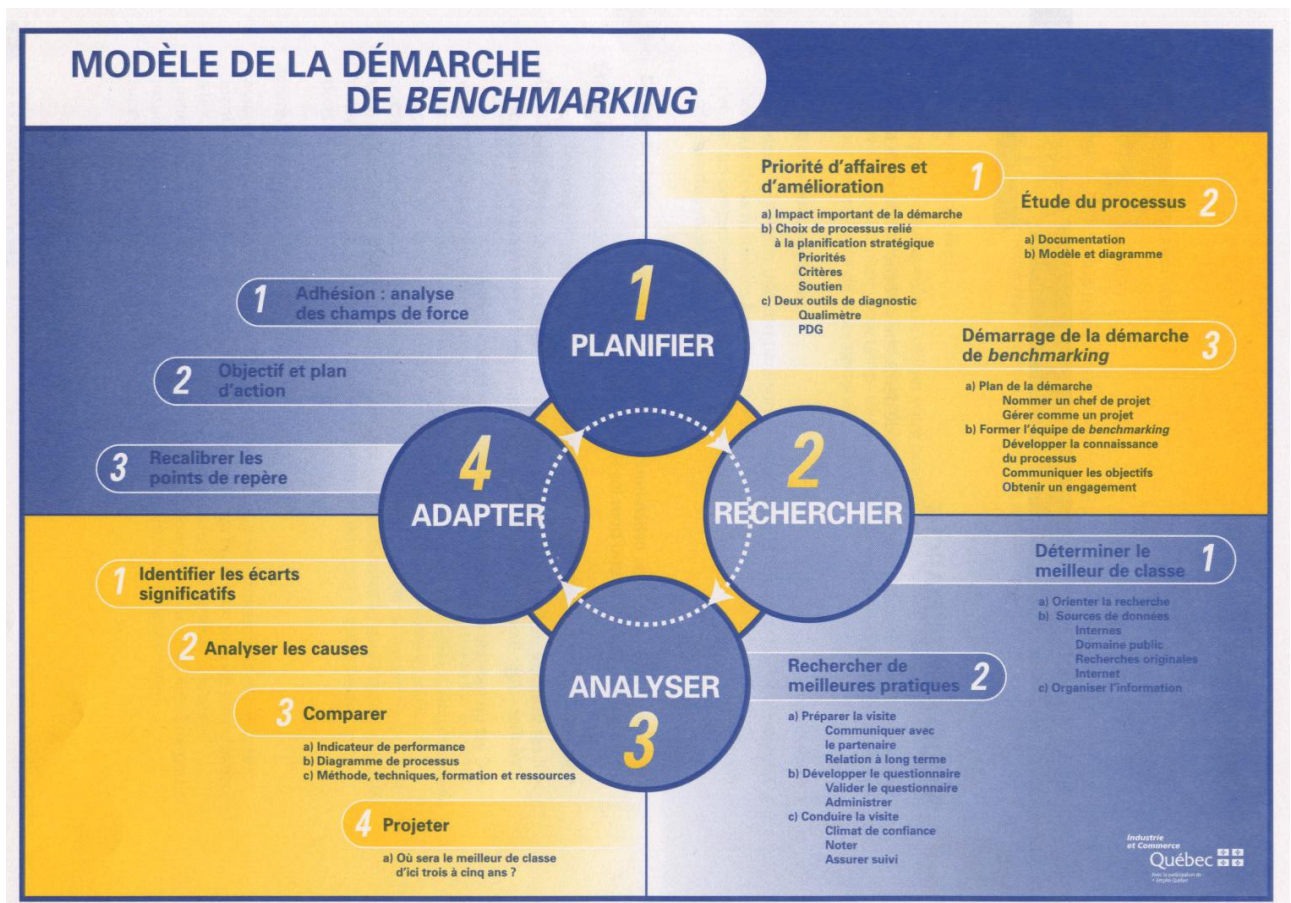 MODÈLE DE LA DÉMARCHE
DE BENCHMARKING
1
PLANIFIER
Priorité d'affaires et
d'amélioration
1
a) Impact important de la démarche
b) Choix de processus relié
à la planification stratégique
Priorités
Critères
Soutien
c) Deux outils de diagnostic
Qualimètre
PDG
Étude du processus 2
a) Documentation
b) Modèle et diagramme
Démarrage de la démarche
de benchmarking
3
a) Plan de la démarche
Nommer un chef de projet
Gérer comme un projet
b) Former l'équipe de benchmarking
Développer la connaissance
du processus
Communiquer les objectifs
Obtenir un engagement
2
RECHERCHER
Déterminer le
meilleur de classe
1
a) Orienter la recherche
b) Sources de données
Internes
Domaine public
Recherches originales
Internet
c) Organiser l'information
Rechercher de
meilleures pratiques
2
a) Préparer la visite
Communiquer avec
le partenaire
Relation à long terme
b) Développer le questionnaire
Valider le questionnaire
Administrer
c) Conduire la visite
Climat de confiance
Noter
Assurer suivi
ANALYSER
3
1 Identifier les écarts
significatifs
2 Analyser les causes
3 Comparer
a) Indicateur de performance
b) Diagramme de processus
c) Méthode, techniques, formation et ressources
4 Projeter
a) Où sera le meilleur de classe
d'ici trois à cinq ans ?
4
ADAPTER
1 Adhésion : analyse
des champs de force
2 Objectif et plan
d'action
3 Recalibrer les
points de repère
Industrie
et Commerce
Québec
Avec la participation de
• Emploi-Québec